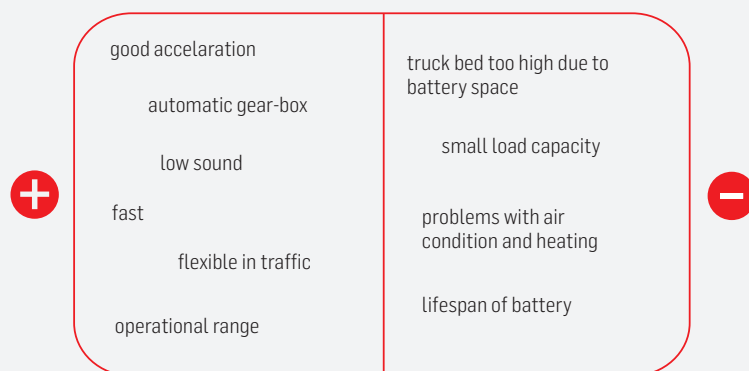 good accelaration
automatic gear-box
low sound
fast
flexible in traffic
operational range
truck bed too high due to
battery space
small load capacity
problems with air
condition and heating
lifespan of battery